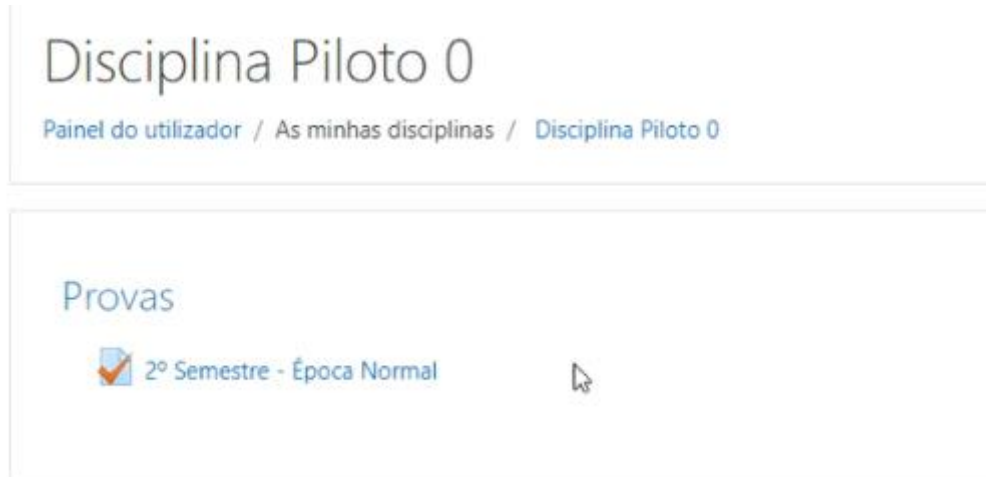 Disciplina Piloto 0
Painel do utilizador / As minhas disciplinas / Disciplina Piloto 0
Provas
2º Semestre - Época Normal